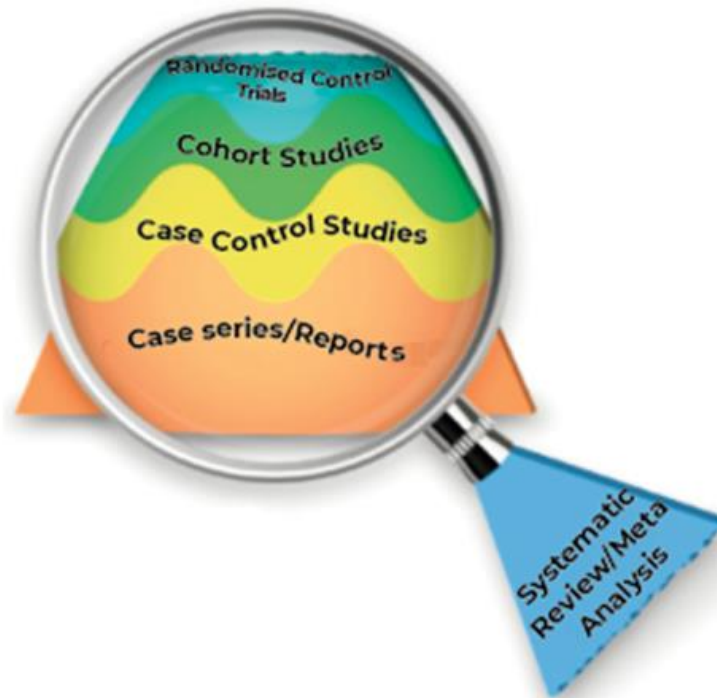 Randomised Control
Trials
Cohort Studies
Case Control Studies
Case series/Reports
Systematic
Review/Meta
Analysis